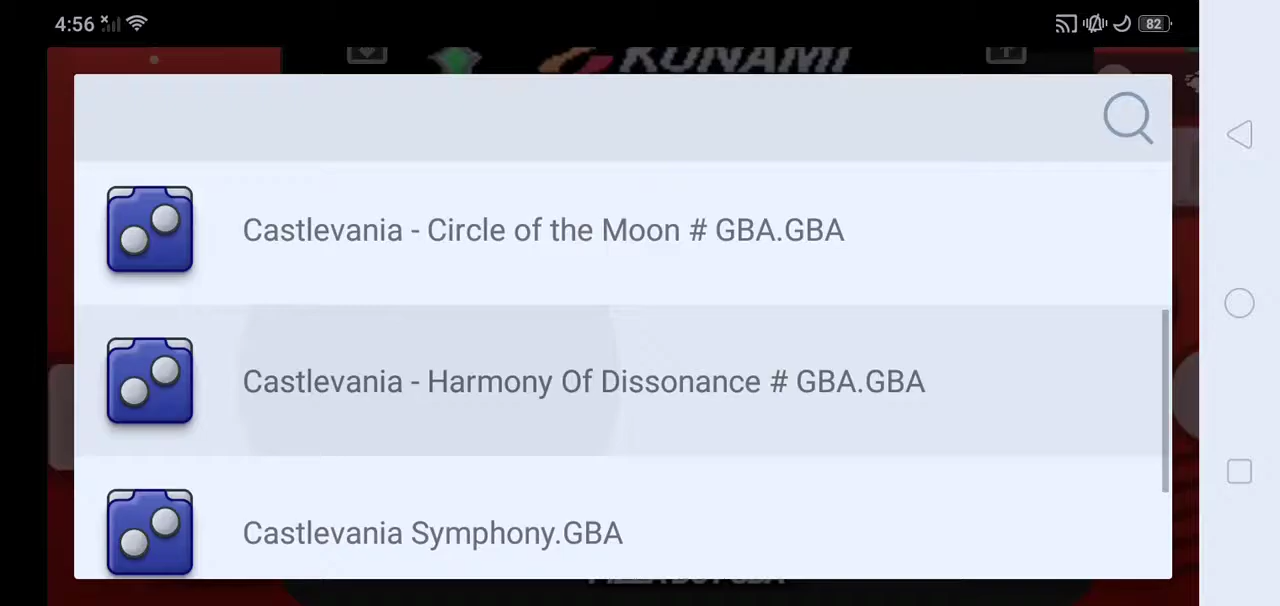 4:56
82
KONAMI
Castlevania - Circle of the Moon # GBA.GBA
Castlevania - Harmony Of Dissonance # GBA.GBA
Castlevania Symphony.GBA